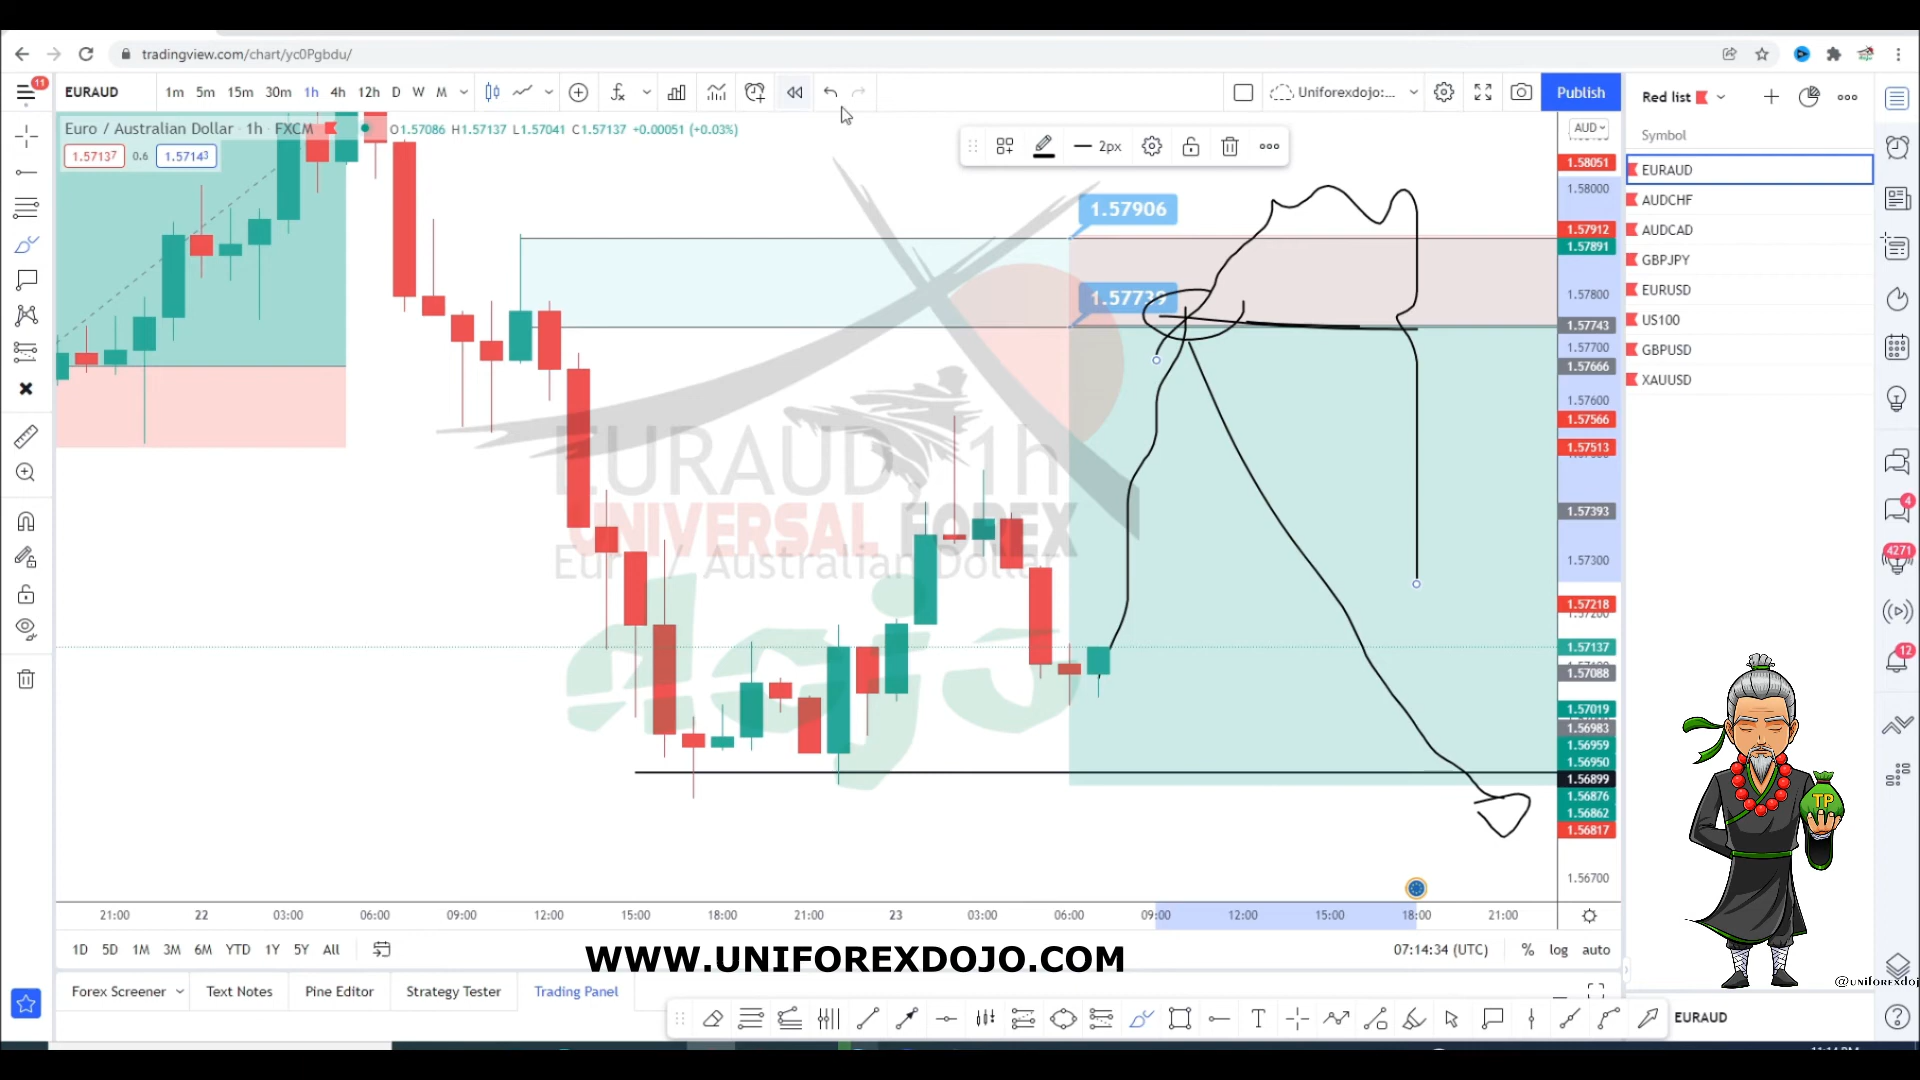 tradingview.com/chart/yc0Pgbdu/
11
EURAUD 1m 5m 15m 30m 1h 4h 12h D W M
Uniforexdojo:...
Publish
Red list
Euro / Australian Dollar · 1h · FXCM
O1.57086 H1.57137 L1.57041 C1.57137 +0.00051 (+0.03%)
1.57137 0.6 1.57143
2px
AUD
Symbol
EURAUD
AUDCHF
AUDCAD
GBPJPY
EURUSD
US100
GBPUSD
XAUUSD
1.57906
1.57739
1.58051
1.58000
1.57912
1.57891
1.57800
1.57743
1.57700
1.57666
1.57600
1.57566
1.57513
1.57393
1.57300
1.57218
1.57137
1.57088
1.57019
1.56983
1.56959
1.56950
1.56899
1.56876
1.56862
1.56817
1.56700
EURAUD 1h
UNIVERSAL FOREX
Euro / Australian Dollar
dojo
4
4271
12
TP
@uniforexdoj
21:00 22 03:00 06:00 09:00 12:00 15:00 18:00 21:00 23 03:00 06:00 09:00 12:00 15:00 18:00 21:00
1D 5D 1M 3M 6M YTD 1Y 5Y All
WWW.UNIFOREXDOJO.COM
07:14:34 (UTC) % log auto
Forex Screener Text Notes Pine Editor Strategy Tester Trading Panel
EURAUD